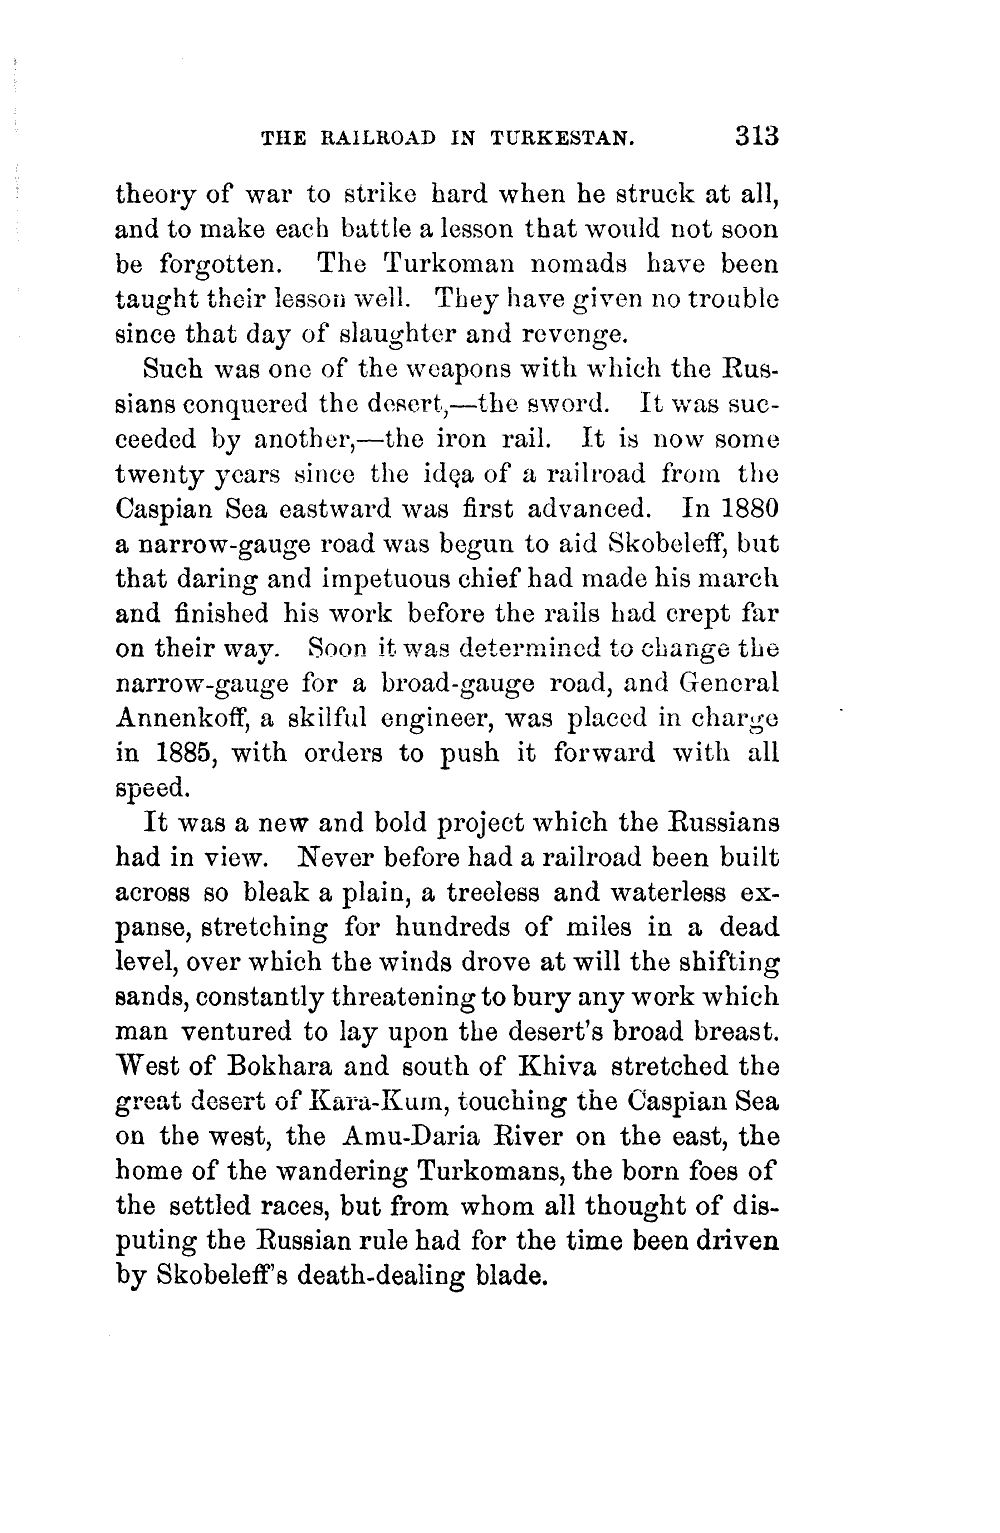 THE RAILROAD IN TURKESTAN. 313
theory of war to strike hard when he struck at all,
and to make each battle a lesson that would not soon
be forgotten. The Turkoman nomads have been
taught their lesson well. They have given no trouble
since that day of slaughter and revenge.
Such was one of the weapons with which the Rus-
sians conquered the desert,—the sword. It was suc-
ceeded by another,—the iron rail. It is now some
twenty years since the idea of a railroad from the
Caspian Sea eastward was first advanced. In 1880
a narrow-gauge road was begun to aid Skobeleff, but
that daring and impetuous chief had made his march
and finished his work before the rails had crept far
on their way. Soon it was determined to change the
narrow-gauge for a broad-gauge road, and General
Annenkoff, a skilful engineer, was placed in charge
in 1885, with orders to push it forward with all
speed.
It was a new and bold project which the Russians
had in view. Never before had a railroad been built
across so bleak a plain, a treeless and waterless ex-
panse, stretching for hundreds of miles in a dead
level, over which the winds drove at will the shifting
sands, constantly threatening to bury any work which
man ventured to lay upon the desert's broad breast.
West of Bokhara and south of Khiva stretched the
great desert of Kara-Kum, touching the Caspian Sea
on the west, the Amu-Daria River on the east, the
home of the wandering Turkomans, the born foes of
the settled races, but from whom all thought of dis-
puting the Russian rule had for the time been driven
by Skobeleff's death-dealing blade.